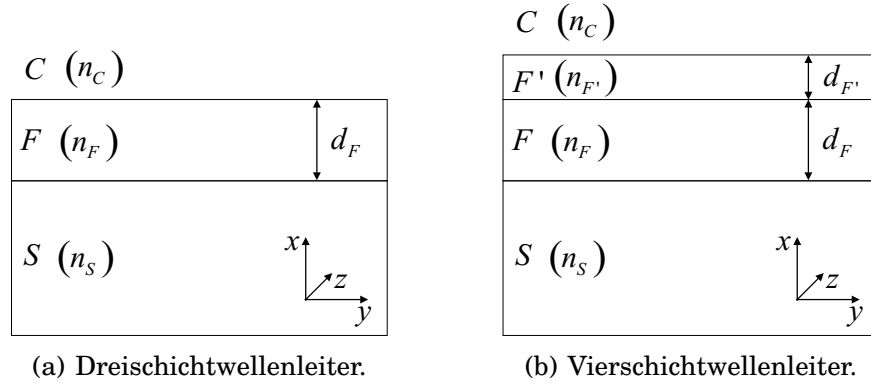 C (n_C)
F (n_F)
d_F
S (n_S)
x
z
y
(a) Dreischichtwellenleiter.
C (n_C)
F' (n_F')
d_F'
F (n_F)
d_F
S (n_S)
x
z
y
(b) Vierschichtwellenleiter.